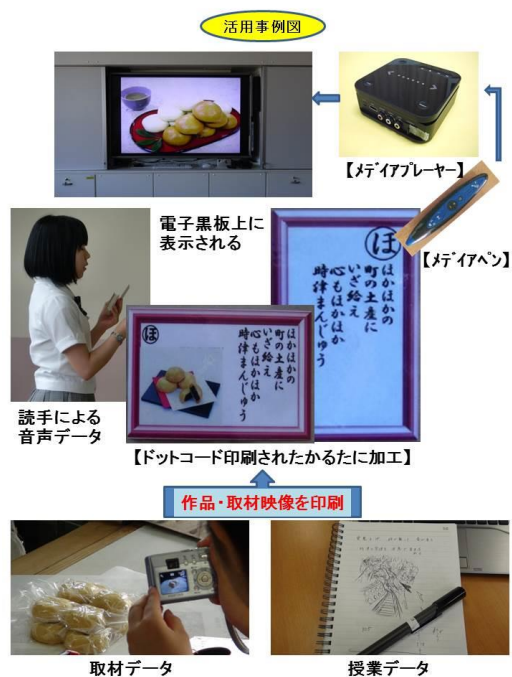 活用事例図
【メディアプレーヤー】
電子黒板上に
表示される
【メディアペン】
ほ
ほかほかの
町の土産に
いざ給え
心もほかほか
時津まんじゅう
ほ
ほかほかの
町の土産に
いざ給え
心もほかほか
時津まんじゅう
読手による
音声データ
【ドットコード印刷されたかるたに加工】
作品・取材映像を印刷
取材データ
授業データ